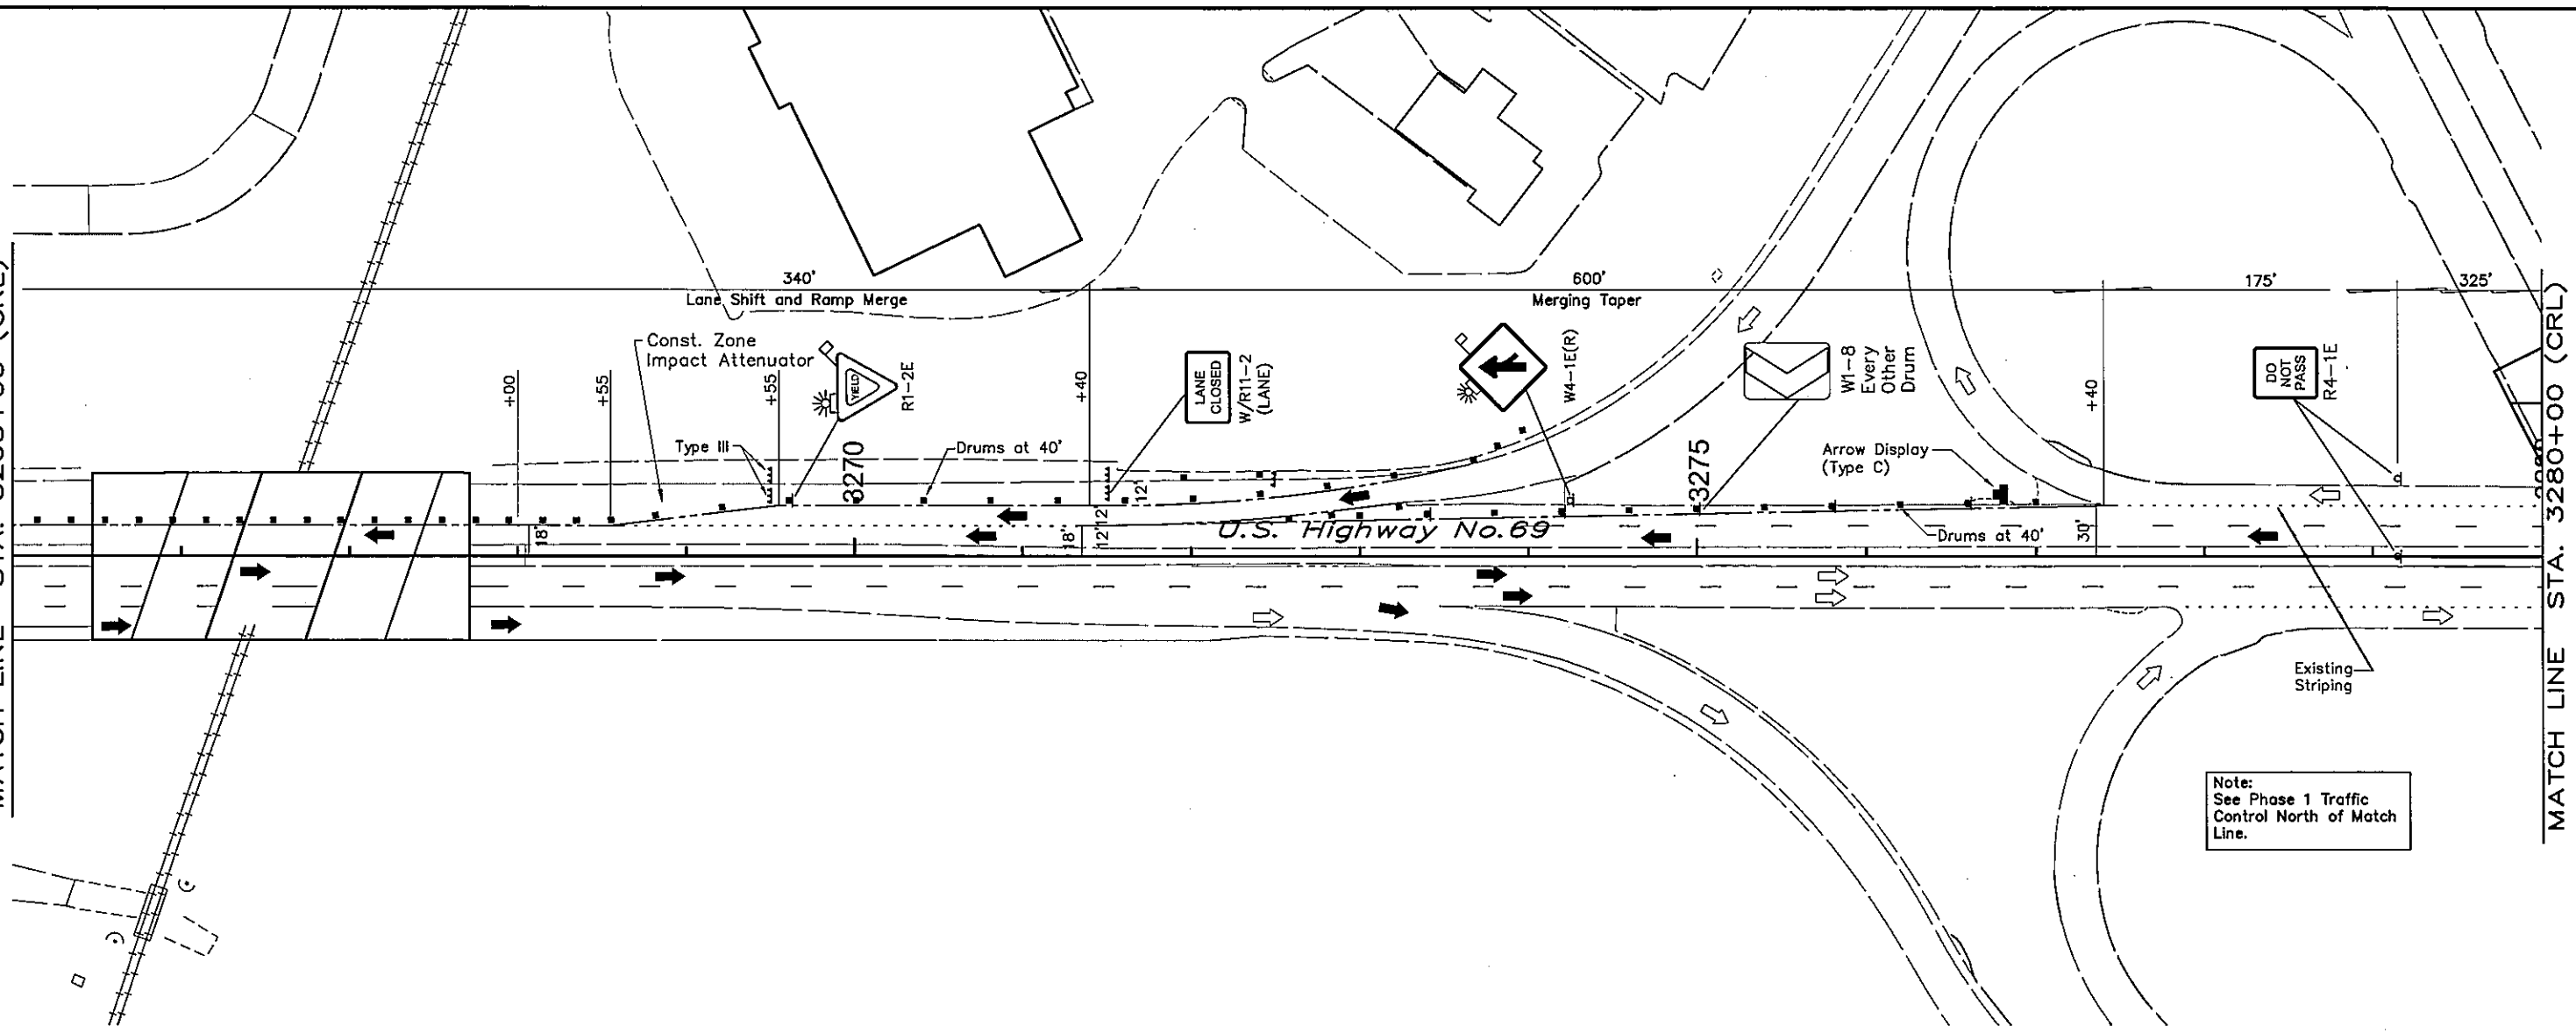 340'
Lane Shift and Ramp Merge
600'
Merging Taper
175'
325'
Const. Zone
Impact Attenuator
+00
+55
+55
YIELD
R1-2E
+40
LANE
CLOSED
W/R11-2
(LANE)
W4-1E(R)
W1-8
Every
Other
Drum
+40
DO
NOT
PASS
R4-1E
Type III
3270
Drums at 40'
3275
Arrow Display
(Type C)
12'
12'
12'
18'
18'
U.S. Highway No.69
Drums at 40'
30'
Existing
Striping
Note:
See Phase 1 Traffic
Control North of Match
Line.
MATCH LINE STA. 3280+00 (CRL)